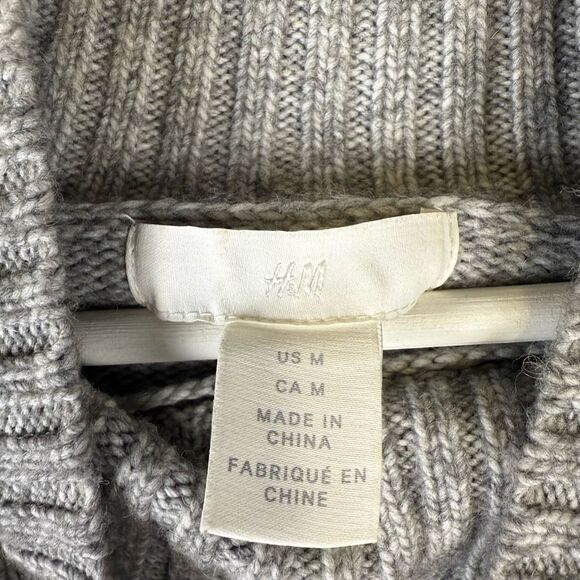 H&M
US M
CA M
MADE IN
CHINA
FABRIQUÉ EN
CHINE